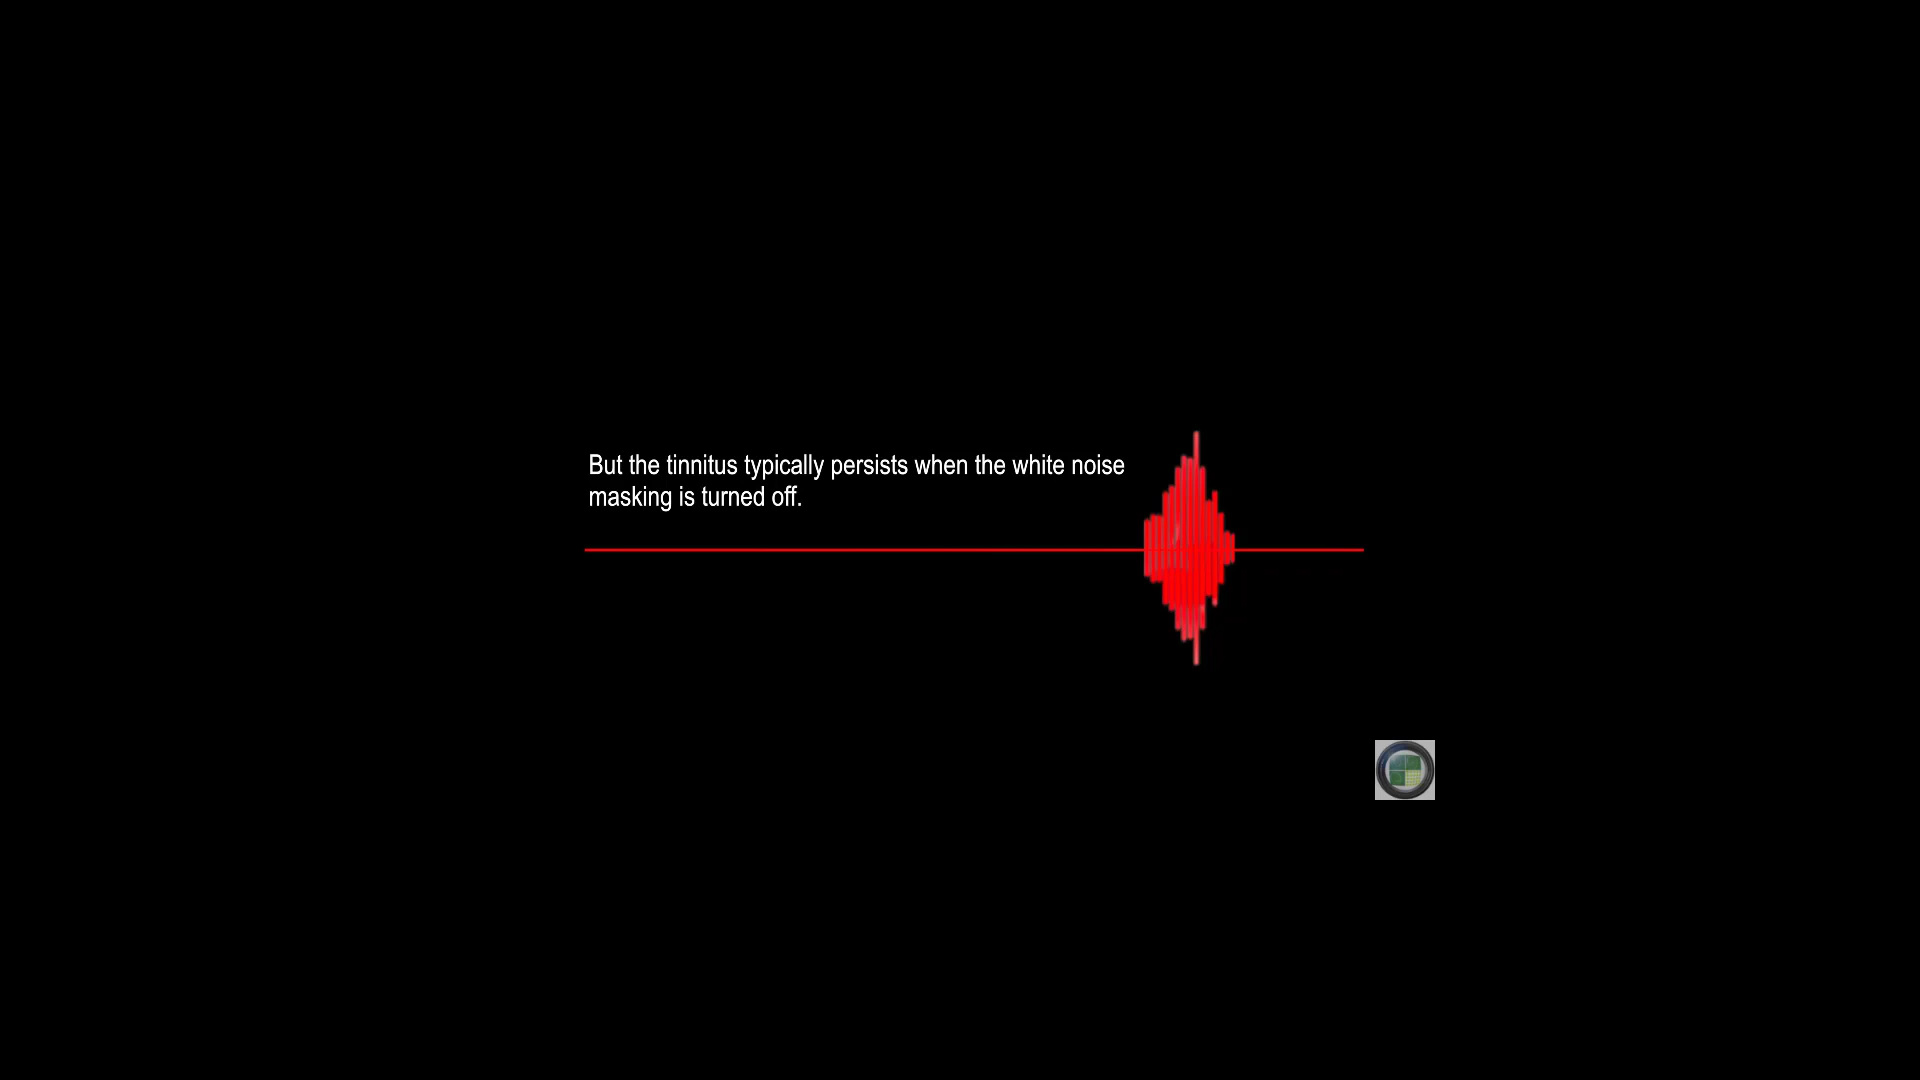 But the tinnitus typically persists when the white noise
masking is turned off.